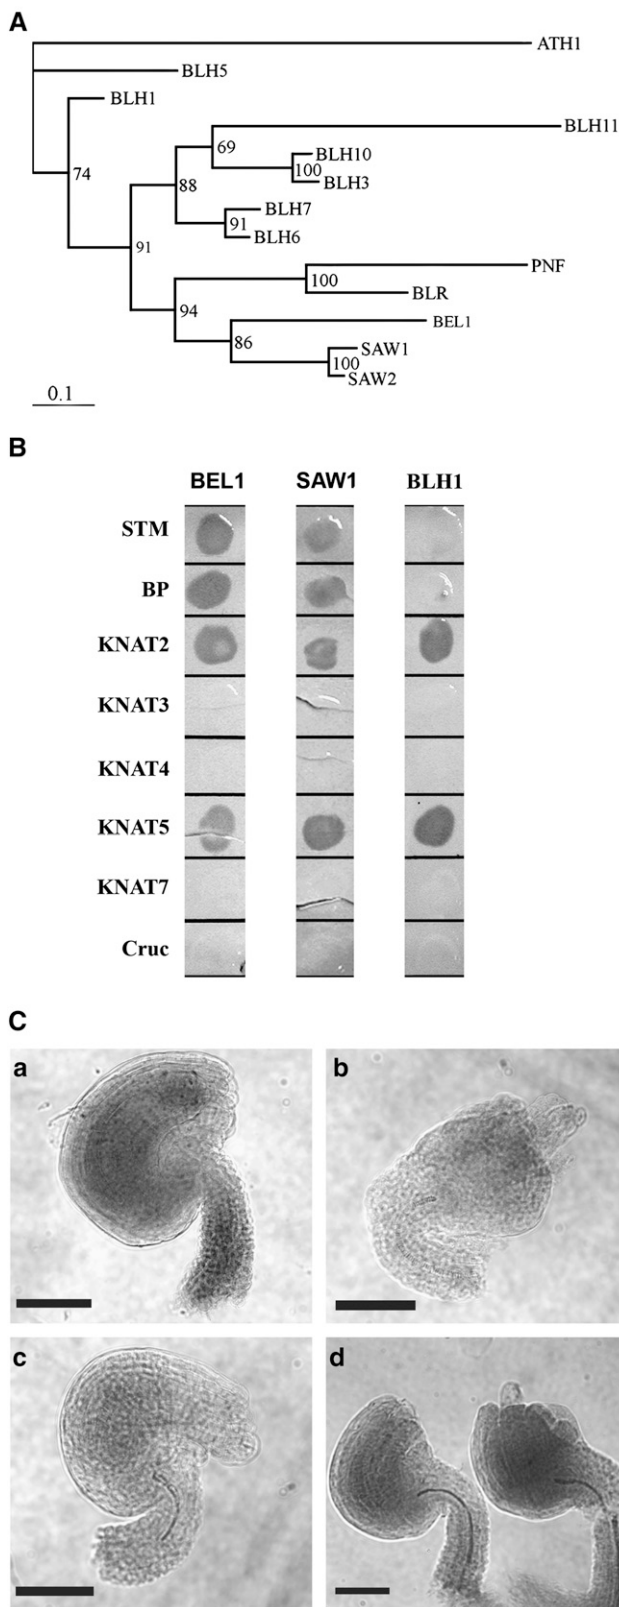 A
ATH1
BLH5
BLH1
BLH11
69
BLH10
100
BLH3
74
88
BLH7
91
BLH6
91
PNF
100
BLR
94
BEL1
86
SAW1
100
SAW2
0.1
B
BEL1 SAW1 BLH1
STM
BP
KNAT2
KNAT3
KNAT4
KNAT5
KNAT7
Cruc
C
a b
c d